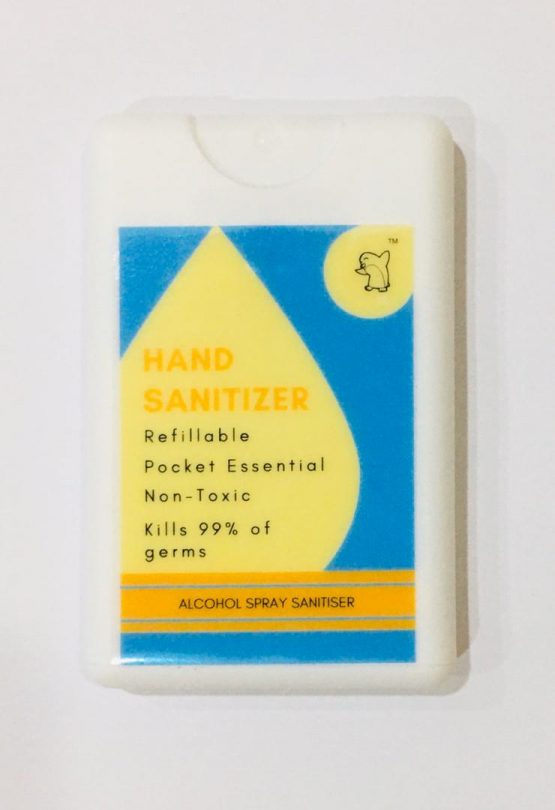 TM
HAND
SANITIZER
Refillable
Pocket Essential
Non-Toxic
Kills 99% of
germs
ALCOHOL SPRAY SANITISER